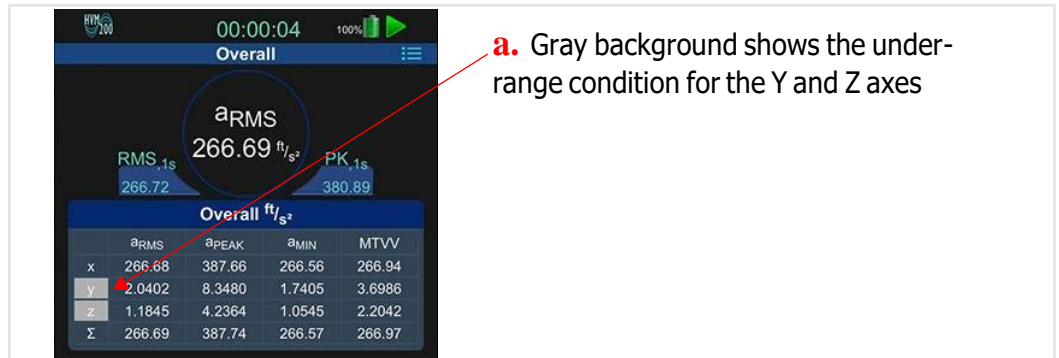 HVM200 00:00:04 100%
Overall
aRMS
266.69 ft/s²
RMS,1s PK,1s
266.72 380.89
Overall ft/s²
aRMS aPEAK aMIN MTVV
x 266.68 387.66 266.56 266.94
y 2.0402 8.3480 1.7405 3.6986
z 1.1845 4.2364 1.0545 2.2042
Σ 266.69 387.74 266.57 266.97
a. Gray background shows the under-
range condition for the Y and Z axes